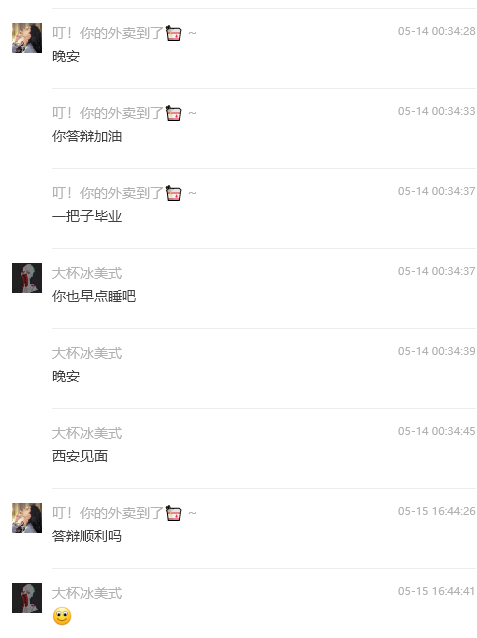 叮！你的外卖到了 ~ 05-14 00:34:28
晚安
叮！你的外卖到了 ~ 05-14 00:34:33
你答辩加油
叮！你的外卖到了 ~ 05-14 00:34:37
一把子毕业
大杯冰美式 05-14 00:34:37
你也早点睡吧
大杯冰美式 05-14 00:34:39
晚安
大杯冰美式 05-14 00:34:45
西安见面
叮！你的外卖到了 ~ 05-15 16:44:26
答辩顺利吗
大杯冰美式 05-15 16:44:41